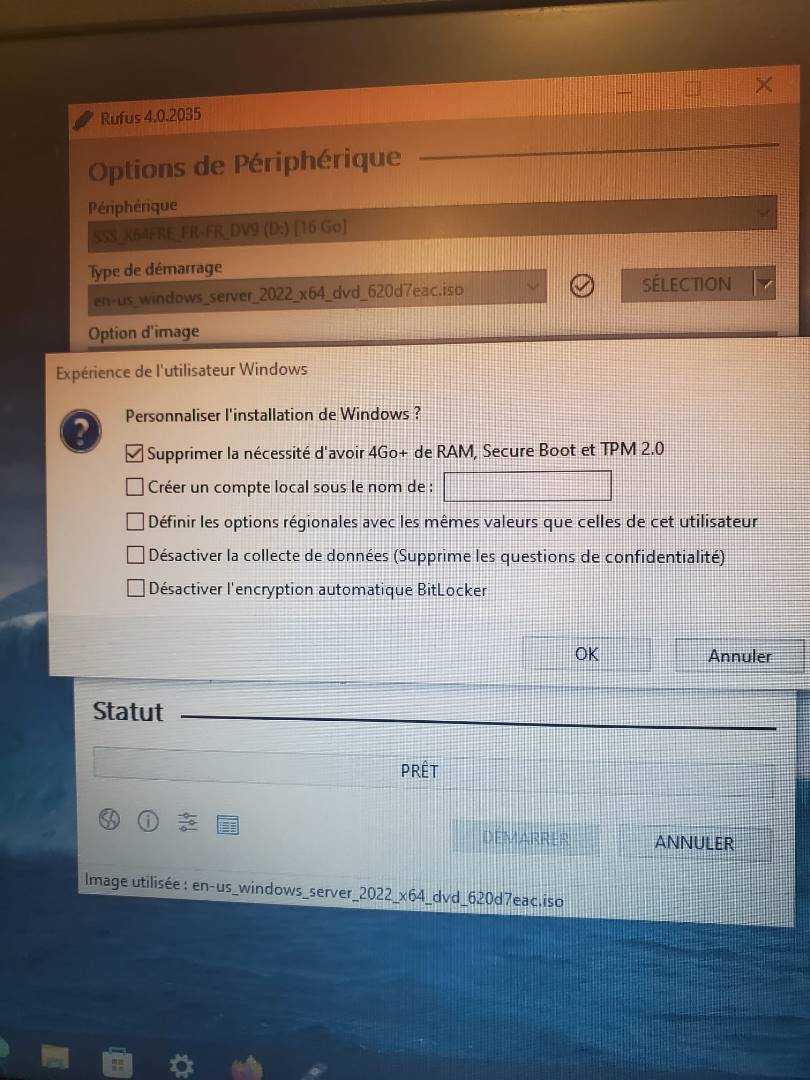 Rufus 4.0.2035
Options de Périphérique
Périphérique
SSS_X64FRE_FR-FR_DV9 (D:) [16 Go]
Type de démarrage
en-us_windows_server_2022_x64_dvd_620d7eac.iso
SÉLECTION
Option d'image
Expérience de l'utilisateur Windows
Personnaliser l'installation de Windows ?
Supprimer la nécessité d'avoir 4Go+ de RAM, Secure Boot et TPM 2.0
Créer un compte local sous le nom de :
Définir les options régionales avec les mêmes valeurs que celles de cet utilisateur
Désactiver la collecte de données (Supprime les questions de confidentialité)
Désactiver l'encryption automatique BitLocker
OK
Annuler
Statut
PRÊT
DÉMARRER
ANNULER
Image utilisée : en-us_windows_server_2022_x64_dvd_620d7eac.iso